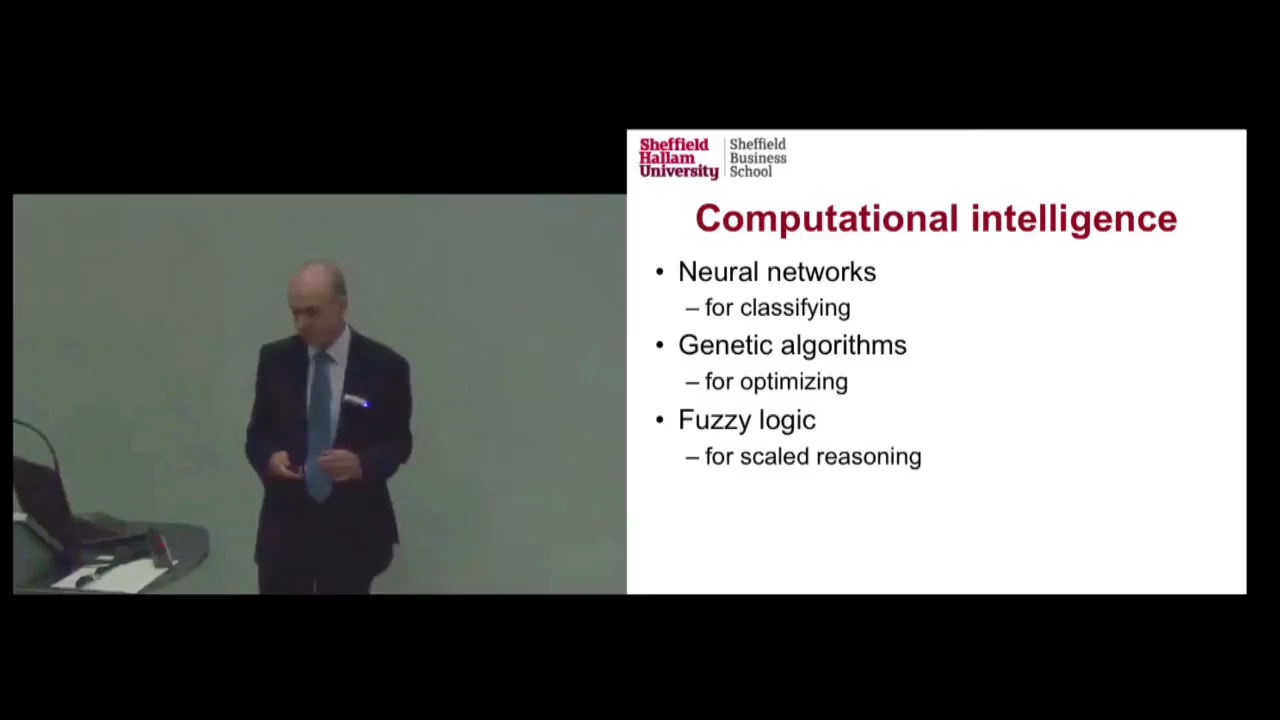 Sheffield
Hallam
University
Sheffield
Business
School
Computational intelligence
• Neural networks
– for classifying
• Genetic algorithms
– for optimizing
• Fuzzy logic
– for scaled reasoning